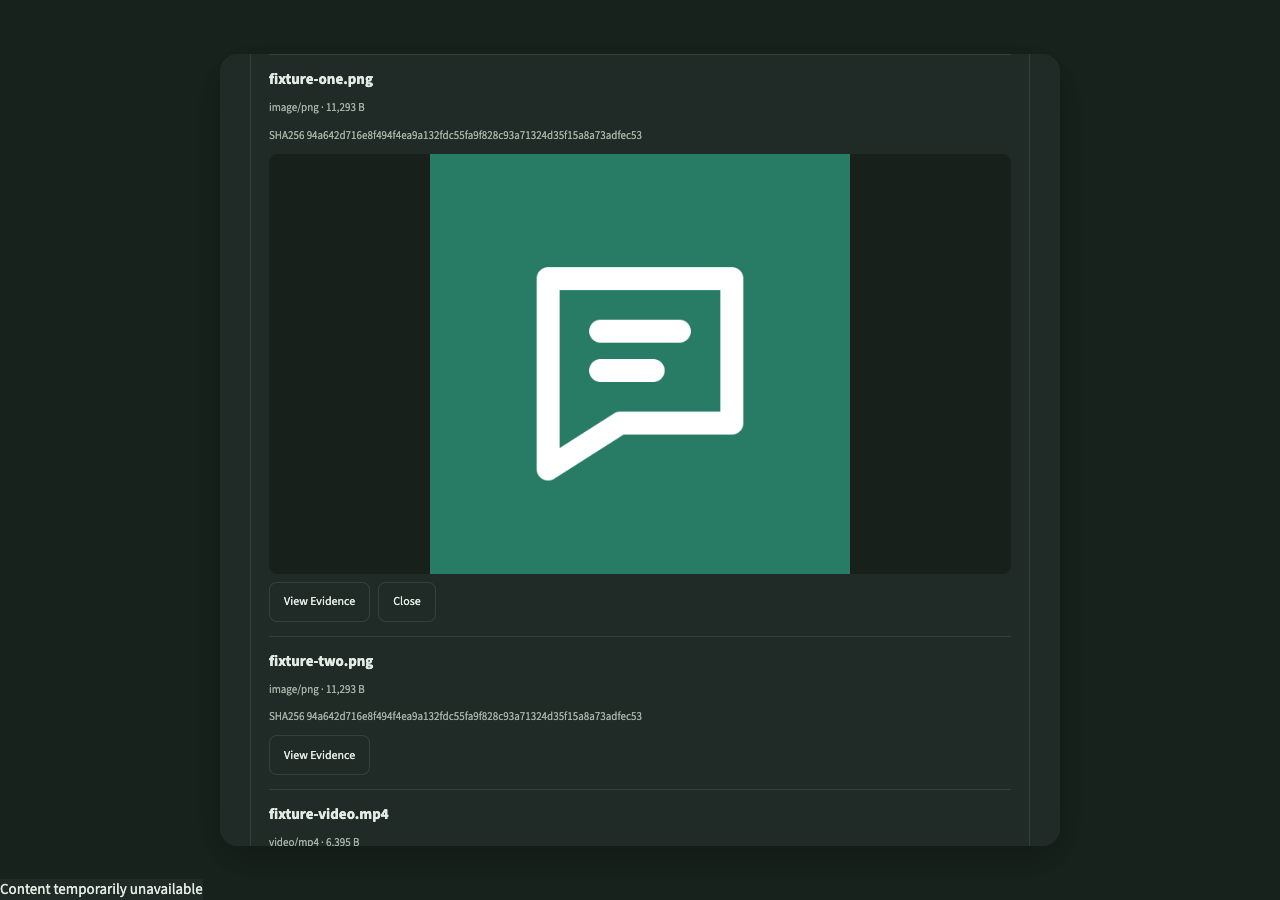 fixture-one.png
image/png · 11,293 B
SHA256 94a642d716e8f494f4ea9a132fdc55fa9f828c93a71324d35f15a8a73adfec53
View Evidence
Close
fixture-two.png
image/png · 11,293 B
SHA256 94a642d716e8f494f4ea9a132fdc55fa9f828c93a71324d35f15a8a73adfec53
View Evidence
fixture-video.mp4
video/mp4 · 6,395 B
Content temporarily unavailable